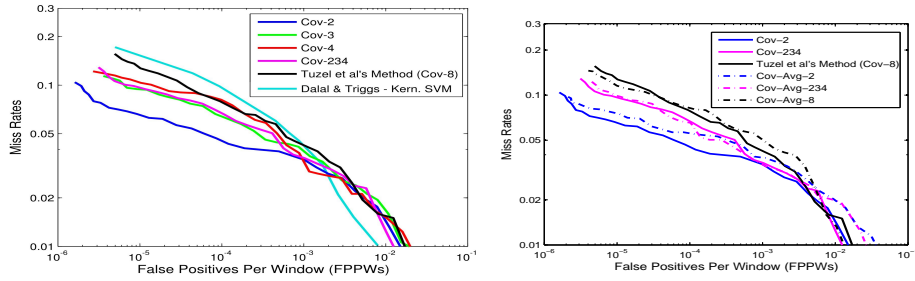 0.3
0.2
0.1
0.05
0.02
0.01
Miss Rates
Cov-2
Cov-3
Cov-4
Cov-234
Tuzel et al's Method (Cov-8)
Dalal & Triggs - Kern. SVM
10-6
10-5
10-4
10-3
10-2
10-1
False Positives Per Window (FPPWs)
0.3
0.2
0.1
0.05
0.02
0.01
Miss Rates
Cov-2
Cov-234
Tuzel et al's Method (Cov-8)
Cov-Avg-2
Cov-Avg-234
Cov-Avg-8
10-6
10-5
10-4
10-3
10-2
10-
False Positives Per Window (FPPWs)